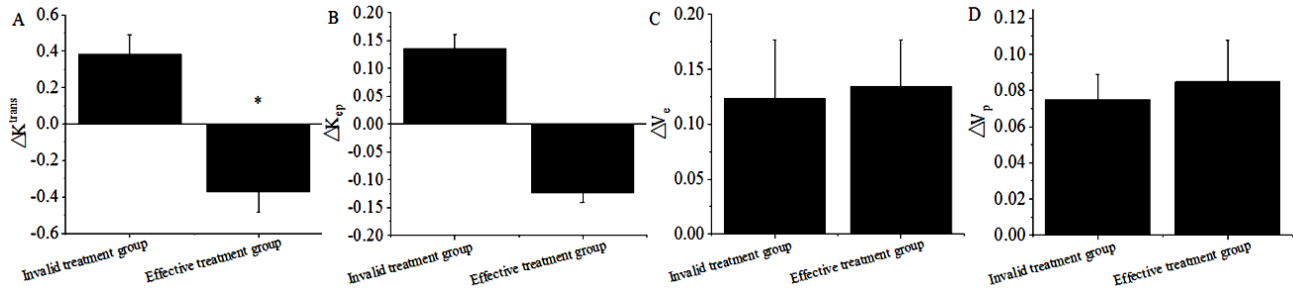 A
0.6
0.4
0.2
0.0
-0.2
-0.4
-0.6
△K^trans
*
Invalid treatment group
Effective treatment group
B
0.20
0.15
0.10
0.05
0.00
-0.05
-0.10
-0.15
-0.20
△K_ep
Invalid treatment group
Effective treatment group
C
0.20
0.15
0.10
0.05
0.00
△V_e
Invalid treatment group
Effective treatment group
D
0.12
0.10
0.08
0.06
0.04
0.02
0.00
△V_p
Invalid treatment group
Effective treatment group